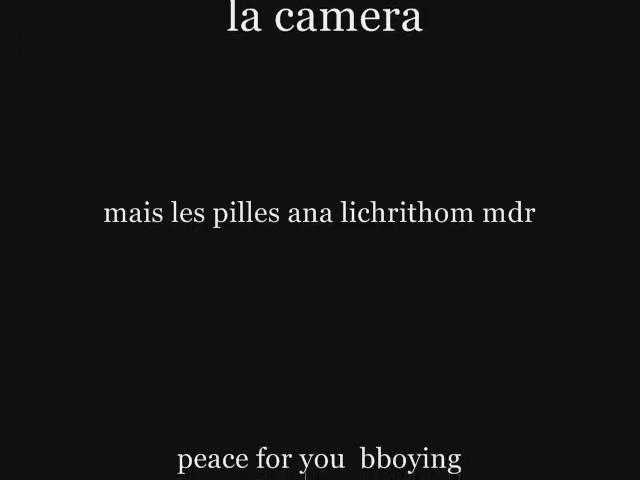 la camera
mais les pilles ana lichrithom mdr
peace for you  bboying